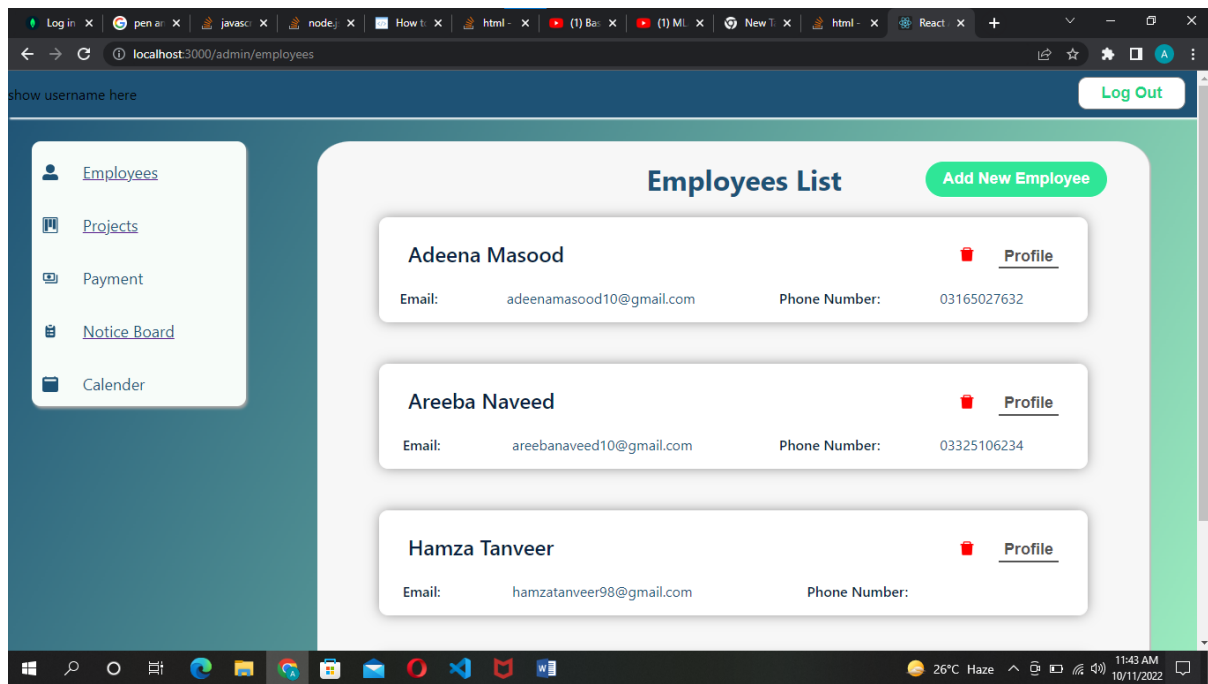 Log in
pen an
javasc
node.j
How to
html -
(1) Bas
(1) ML
New T
html -
React
localhost:3000/admin/employees
A
show username here
Log Out
Employees
Projects
Payment
Notice Board
Calender
Employees List
Add New Employee
Adeena Masood
Profile
Email: adeenamasood10@gmail.com Phone Number: 03165027632
Areeba Naveed
Profile
Email: areebanaveed10@gmail.com Phone Number: 03325106234
Hamza Tanveer
Profile
Email: hamzatanveer98@gmail.com Phone Number:
26°C Haze
11:43 AM
10/11/2022